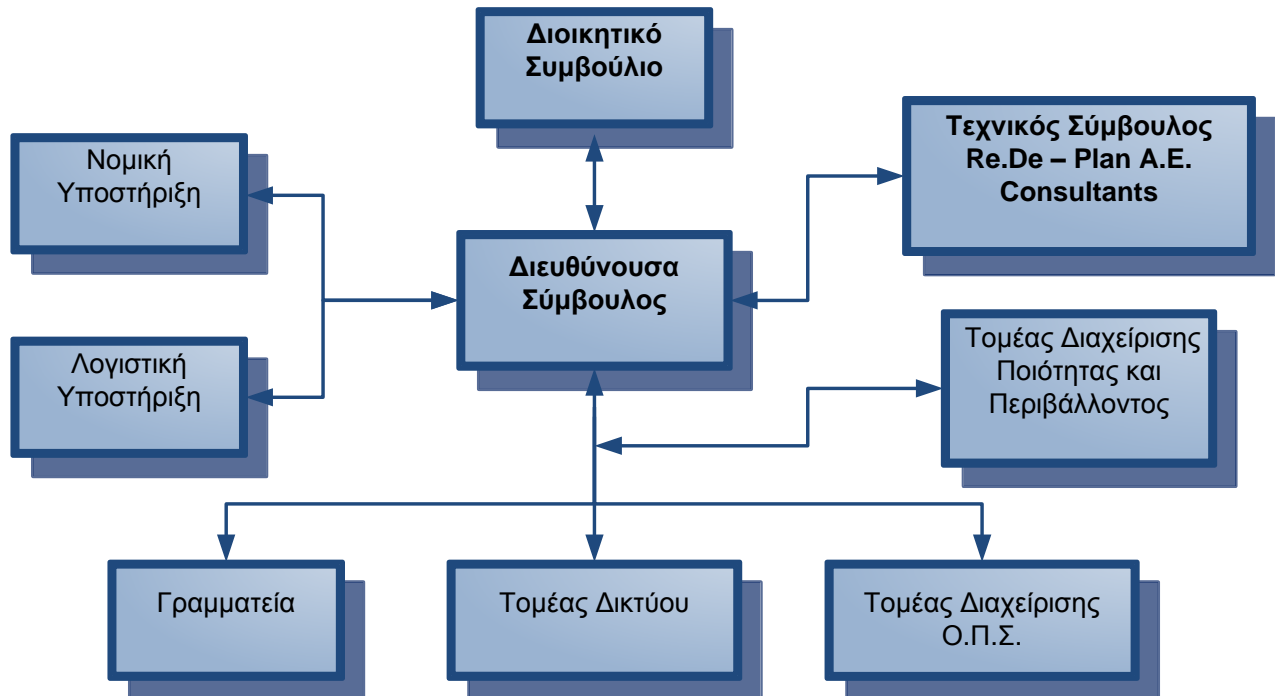 Διοικητικό
Συμβούλιο
Νομική
Υποστήριξη
Τεχνικός Σύμβουλος
Re.De – Plan A.E.
Consultants
Διευθύνουσα
Σύμβουλος
Λογιστική
Υποστήριξη
Τομέας Διαχείρισης
Ποιότητας και
Περιβάλλοντος
Γραμματεία
Τομέας Δικτύου
Τομέας Διαχείρισης
Ο.Π.Σ.